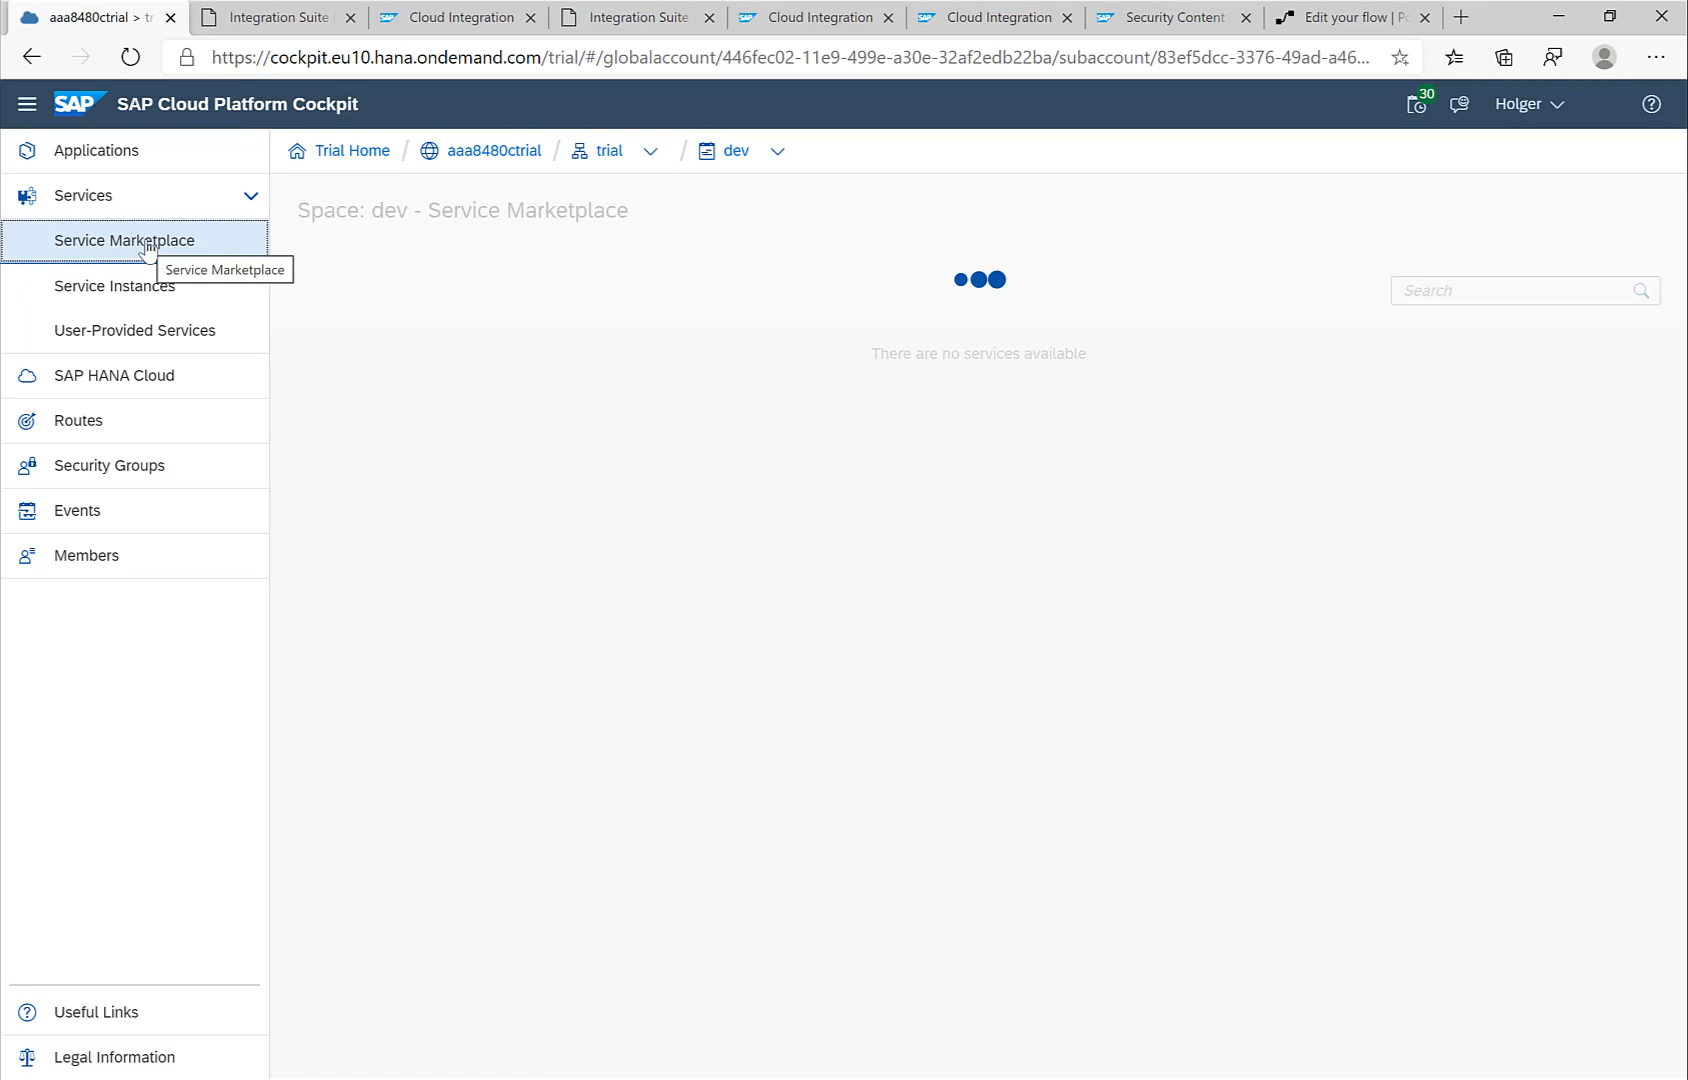 aaa8480ctrial > tr
Integration Suite
Cloud Integration
Integration Suite
Cloud Integration
Cloud Integration
Security Content
Edit your flow | Po
https://cockpit.eu10.hana.ondemand.com/trial/#/globalaccount/446fec02-11e9-499e-a30e-32af2edb22ba/subaccount/83ef5dcc-3376-49ad-a46...
SAP
SAP Cloud Platform Cockpit
30
Holger
Applications
Trial Home / aaa8480ctrial / trial / dev
Services
Space: dev - Service Marketplace
Service Marketplace
Service Marketplace
Search
Service Instances
User-Provided Services
There are no services available
SAP HANA Cloud
Routes
Security Groups
Events
Members
Useful Links
Legal Information